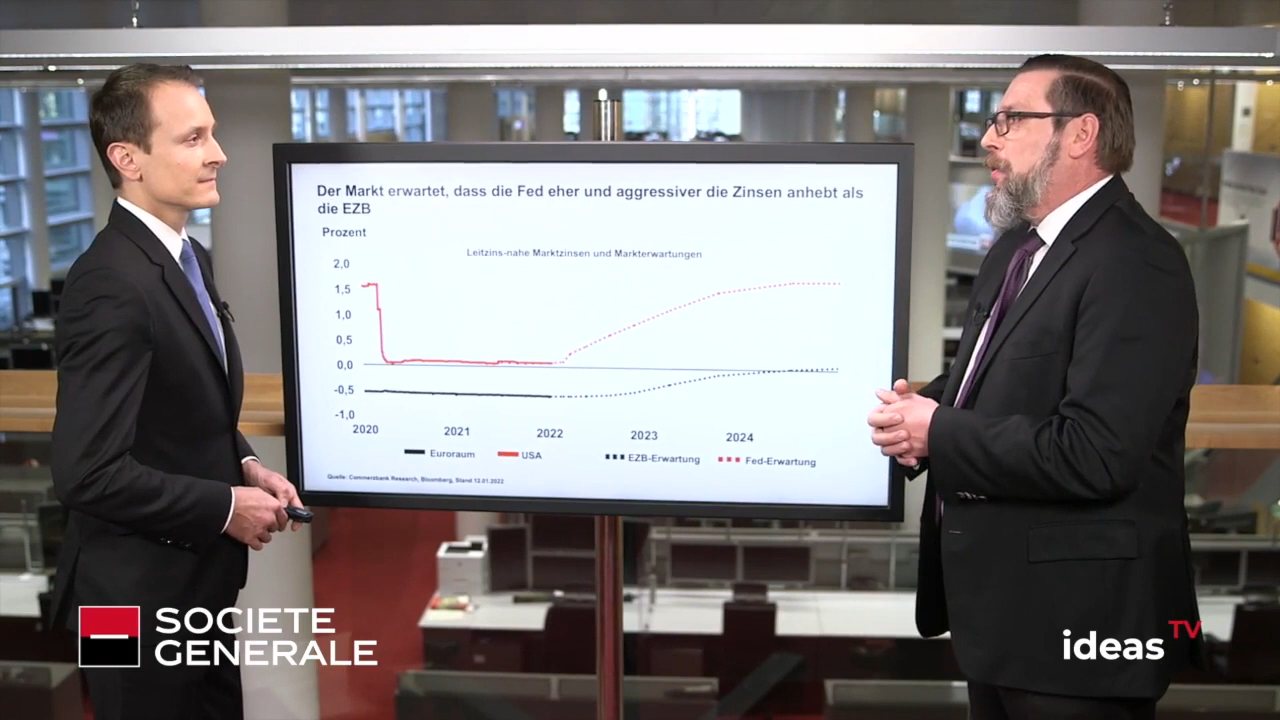 Der Markt erwartet, dass die Fed eher und aggressiver die Zinsen anhebt als
die EZB
Prozent
Leitzins-nahe Marktzinsen und Markterwartungen
2,0
1,5
1,0
0,5
0,0
-0,5
-1,0
2020
2021
2022
2023
2024
Euroraum
USA
EZB-Erwartung
Fed-Erwartung
Quelle: Commerzbank Research, Bloomberg, Stand 12.01.2022
SOCIETE
GENERALE
ideasTV